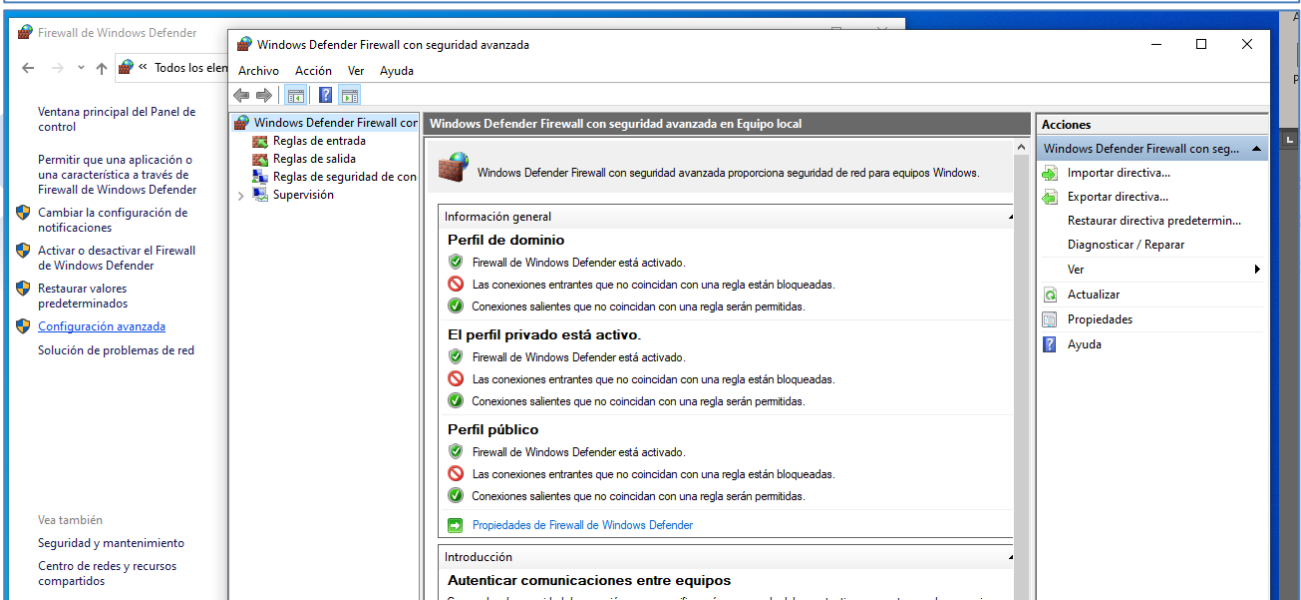 Firewall de Windows Defender
Todos los elen
Ventana principal del Panel de
control
Permitir que una aplicación o
una característica a través de
Firewall de Windows Defender
Cambiar la configuración de
notificaciones
Activar o desactivar el Firewall
de Windows Defender
Restaurar valores
predeterminados
Configuración avanzada
Solución de problemas de red
Vea también
Seguridad y mantenimiento
Centro de redes y recursos
compartidos
Windows Defender Firewall con seguridad avanzada
Archivo Acción Ver Ayuda
Windows Defender Firewall cor
Reglas de entrada
Reglas de salida
Reglas de seguridad de con
Supervisión
Windows Defender Firewall con seguridad avanzada en Equipo local
Windows Defender Firewall con seguridad avanzada proporciona seguridad de red para equipos Windows.
Información general
Perfil de dominio
Firewall de Windows Defender está activado.
Las conexiones entrantes que no coincidan con una regla están bloqueadas.
Conexiones salientes que no coincidan con una regla serán permitidas.
El perfil privado está activo.
Firewall de Windows Defender está activado.
Las conexiones entrantes que no coincidan con una regla están bloqueadas.
Conexiones salientes que no coincidan con una regla serán permitidas.
Perfil público
Firewall de Windows Defender está activado.
Las conexiones entrantes que no coincidan con una regla están bloqueadas.
Conexiones salientes que no coincidan con una regla serán permitidas.
Propiedades de Firewall de Windows Defender
Introducción
Autenticar comunicaciones entre equipos
Acciones
Windows Defender Firewall con seg...
Importar directiva...
Exportar directiva...
Restaurar directiva predetermin...
Diagnosticar / Reparar
Ver
Actualizar
Propiedades
Ayuda